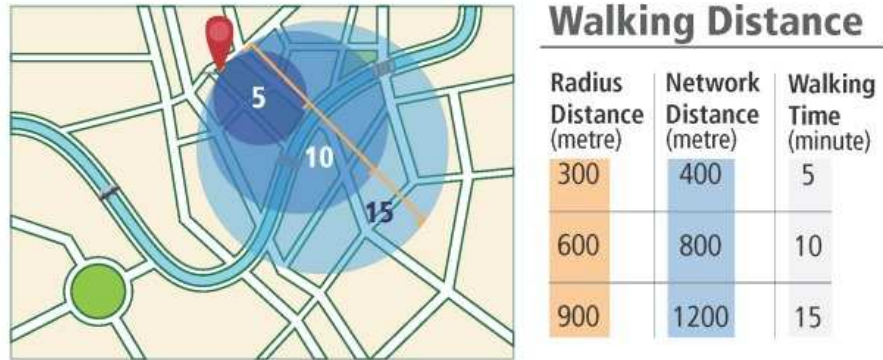 5
10
15
Walking Distance
Radius Distance (metre)
Network Distance (metre)
Walking Time (minute)
300 400 5
600 800 10
900 1200 15